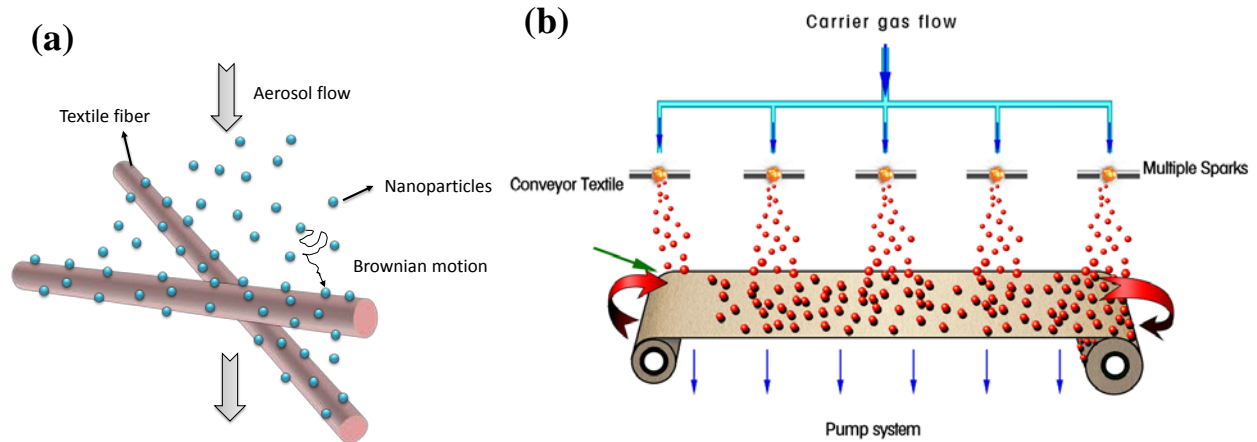 (a)
Aerosol flow
Textile fiber
Nanoparticles
Brownian motion
(b)
Carrier gas flow
Conveyor Textile
Multiple Sparks
Pump system